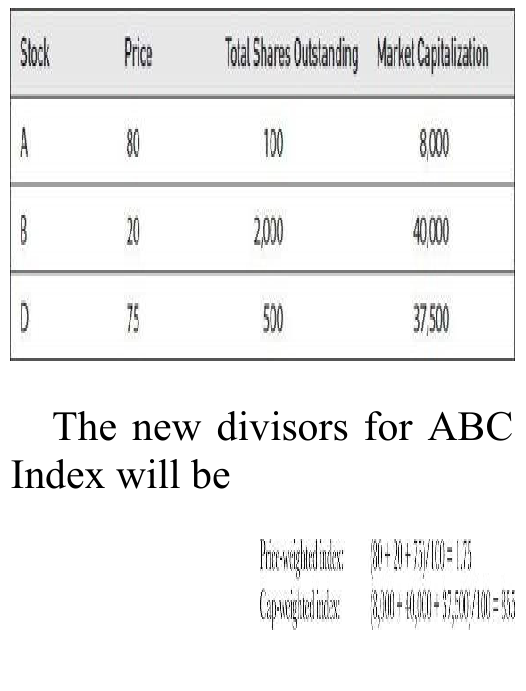 Stock Price Total Shares Outstanding Market Capitalization
A 80 100 8,000
B 20 2,000 40,000
D 75 500 37,500
The new divisors for ABC
Index will be
Price-weighted index: (80 + 20 + 75)/100 = 1.75
Cap-weighted index: (8,000 + 40,000 + 37,500)/100 = 855